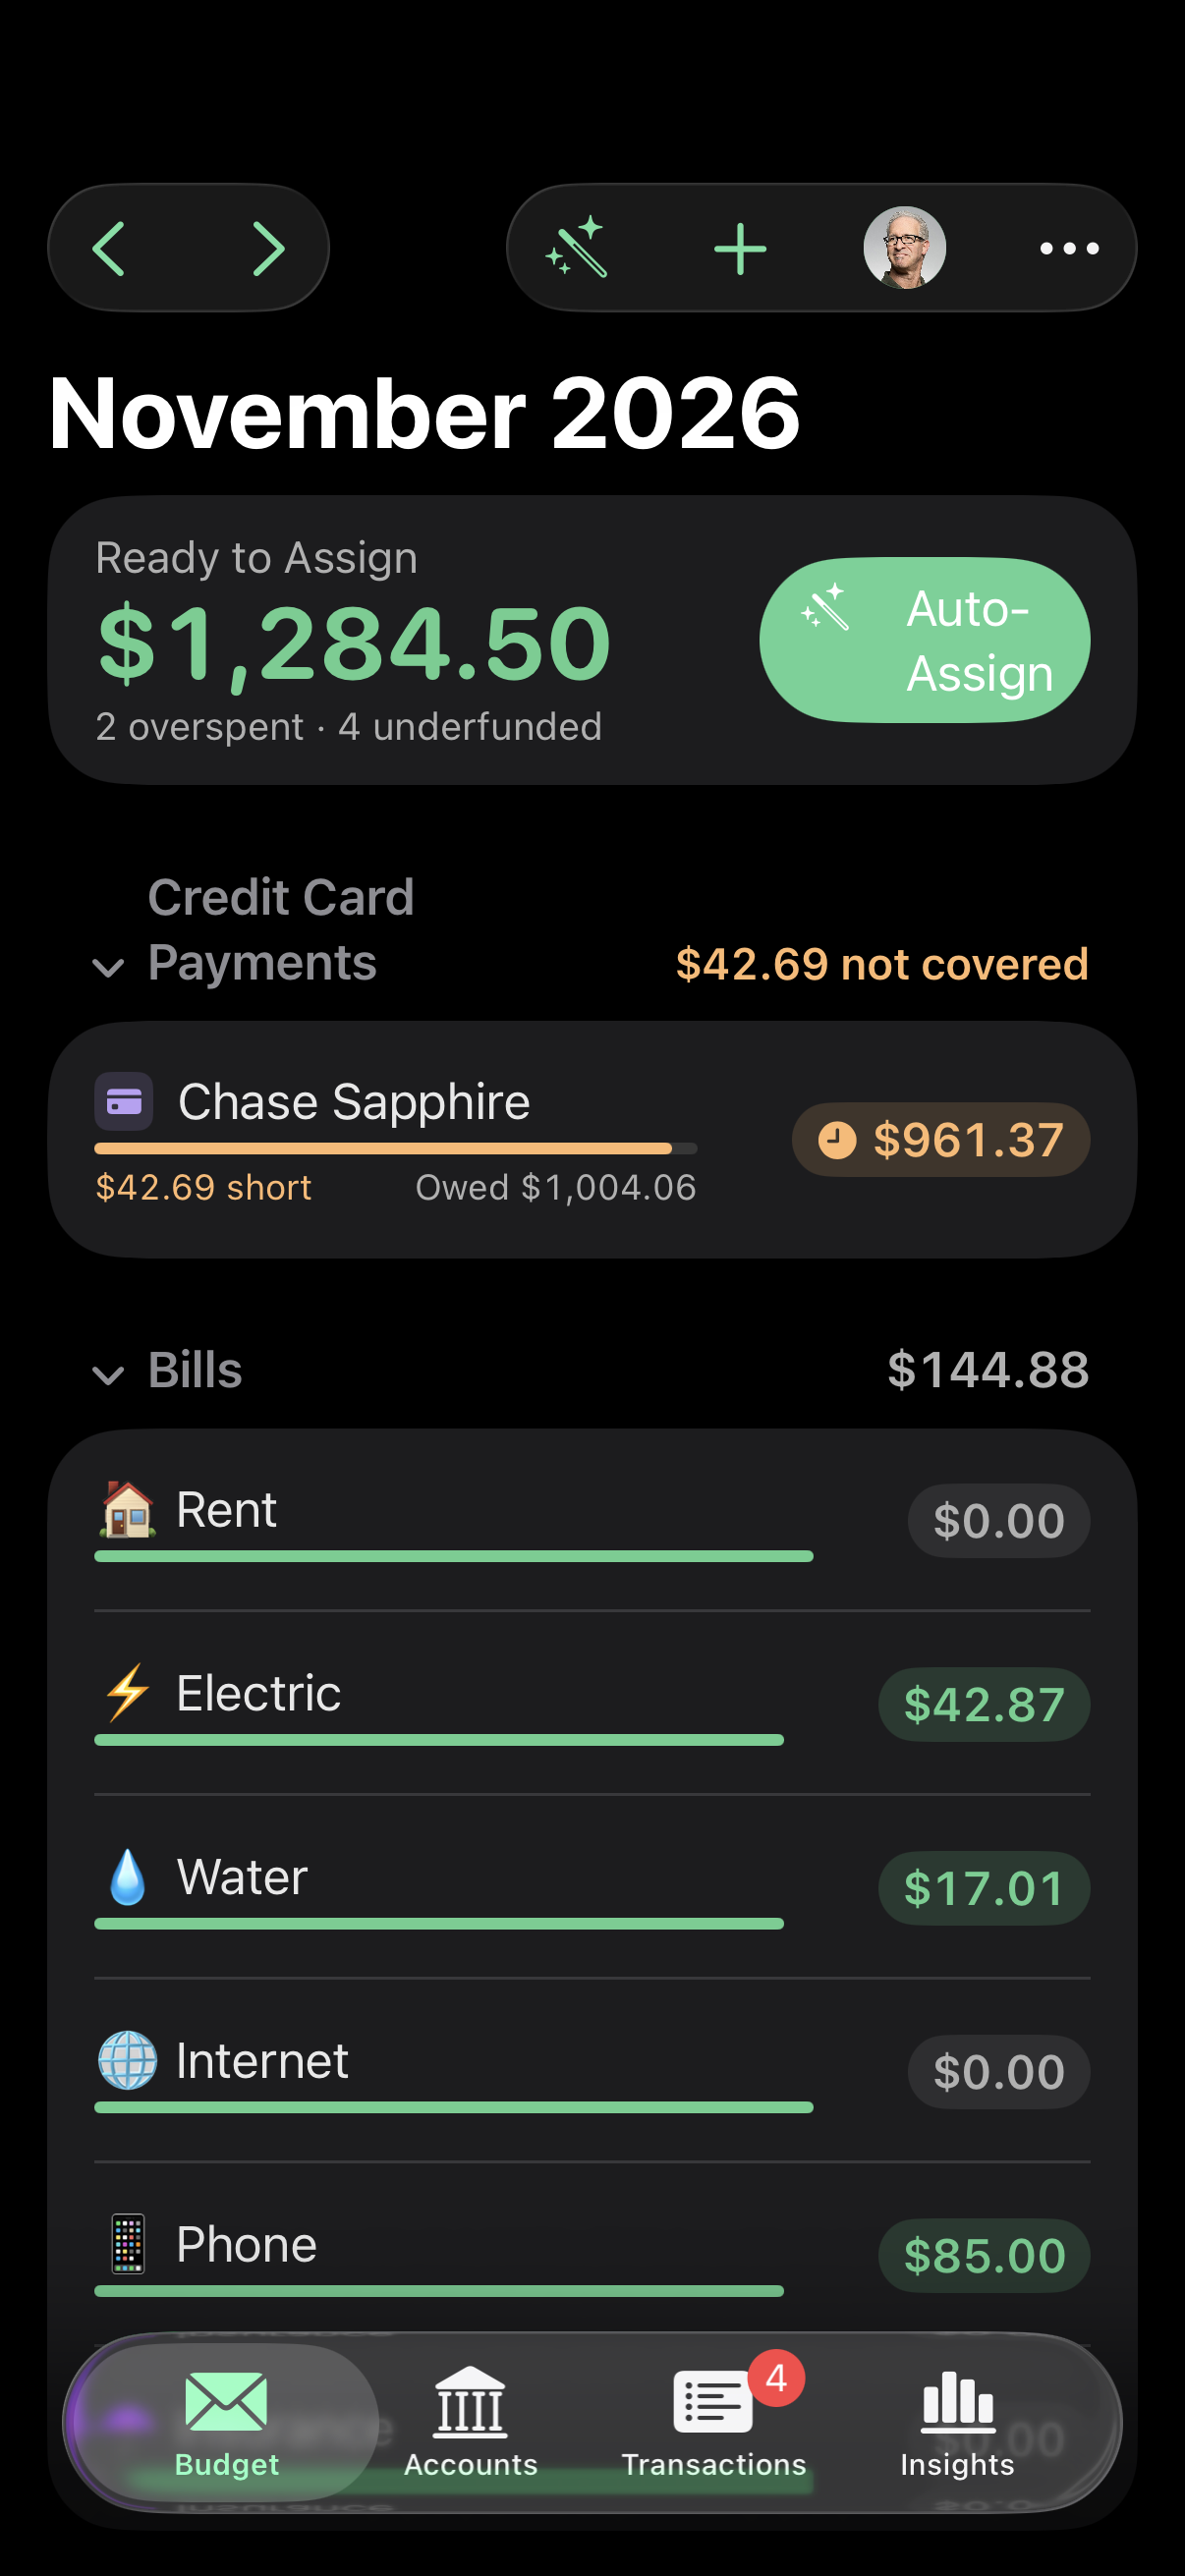 November 2026
Ready to Assign
$1,284.50
2 overspent · 4 underfunded
Auto-
Assign
Credit Card
Payments
$42.69 not covered
Chase Sapphire
$961.37
$42.69 short
Owed $1,004.06
Bills
$144.88
Rent
$0.00
Electric
$42.87
Water
$17.01
Internet
$0.00
Phone
$85.00
4
Budget
Accounts
Transactions
Insights